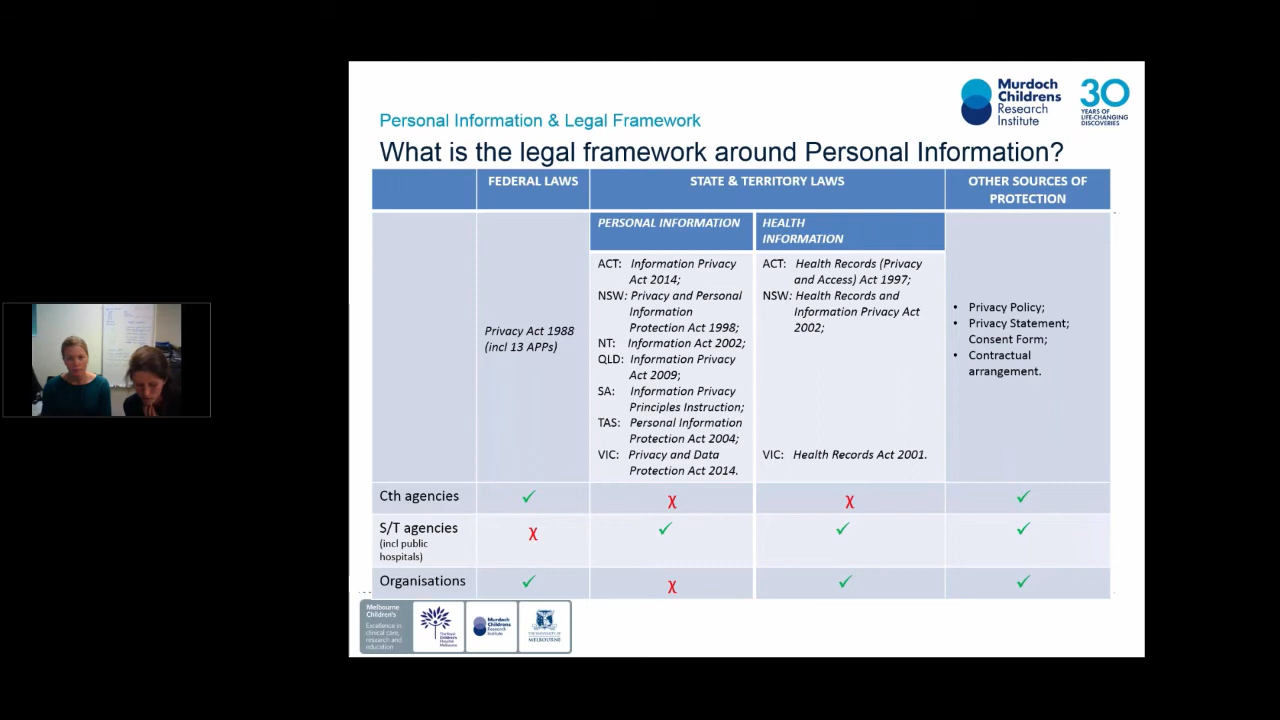 Murdoch
Childrens
Research
Institute
30
YEARS OF
LIFE-CHANGING
DISCOVERIES
Personal Information & Legal Framework
What is the legal framework around Personal Information?
FEDERAL LAWS
STATE & TERRITORY LAWS
OTHER SOURCES OF
PROTECTION
PERSONAL INFORMATION
HEALTH
INFORMATION
Privacy Act 1988
(incl 13 APPs)
ACT: Information Privacy
Act 2014;
NSW: Privacy and Personal
Information
Protection Act 1998;
NT: Information Act 2002;
QLD: Information Privacy
Act 2009;
SA: Information Privacy
Principles Instruction;
TAS: Personal Information
Protection Act 2004;
VIC: Privacy and Data
Protection Act 2014.
ACT: Health Records (Privacy
and Access) Act 1997;
NSW: Health Records and
Information Privacy Act
2002;
VIC: Health Records Act 2001.
• Privacy Policy;
• Privacy Statement;
Consent Form;
• Contractual
arrangement.
Cth agencies ✓ χ χ ✓
S/T agencies χ ✓ ✓ ✓
(incl public
hospitals)
Organisations ✓ χ ✓ ✓
Melbourne
Children's
Excellence in
clinical care,
research and
education
The Royal
Children's
Hospital
Melbourne
Murdoch
Childrens
Research
Institute
THE UNIVERSITY OF
MELBOURNE